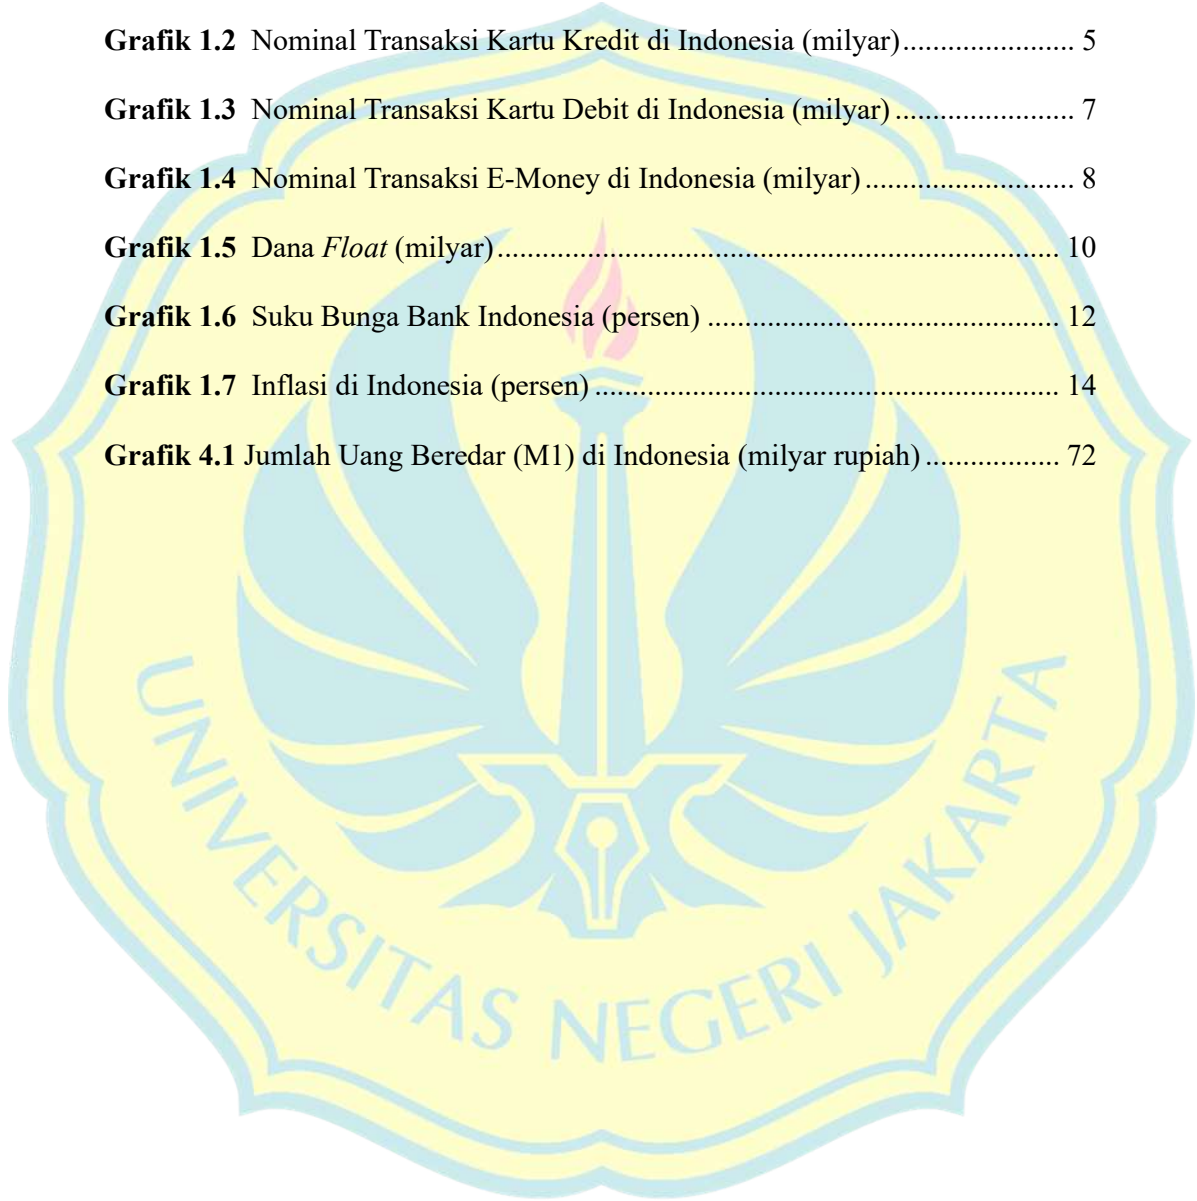 Grafik 1.2 Nominal Transaksi Kartu Kredit di Indonesia (milyar)........................ 5
Grafik 1.3 Nominal Transaksi Kartu Debit di Indonesia (milyar)........................ 7
Grafik 1.4 Nominal Transaksi E-Money di Indonesia (milyar)............................ 8
Grafik 1.5 Dana Float (milyar)........................................................................... 10
Grafik 1.6 Suku Bunga Bank Indonesia (persen)............................................... 12
Grafik 1.7 Inflasi di Indonesia (persen).............................................................. 14
Grafik 4.1 Jumlah Uang Beredar (M1) di Indonesia (milyar rupiah).................. 72
UNIVERSITAS NEGERI JAKARTA